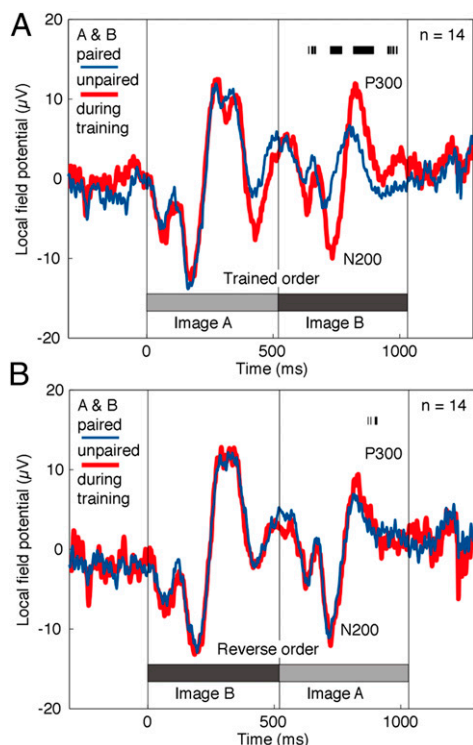 A
A & B
paired
unpaired
during
training
n = 14
P300
N200
Trained order
Image A
Image B
Local field potential (µV)
20
10
0
-10
-20
0
500
1000
Time (ms)
B
A & B
paired
unpaired
during
training
n = 14
P300
N200
Reverse order
Image B
Image A
Local field potential (µV)
20
10
0
-10
-20
0
500
1000
Time (ms)